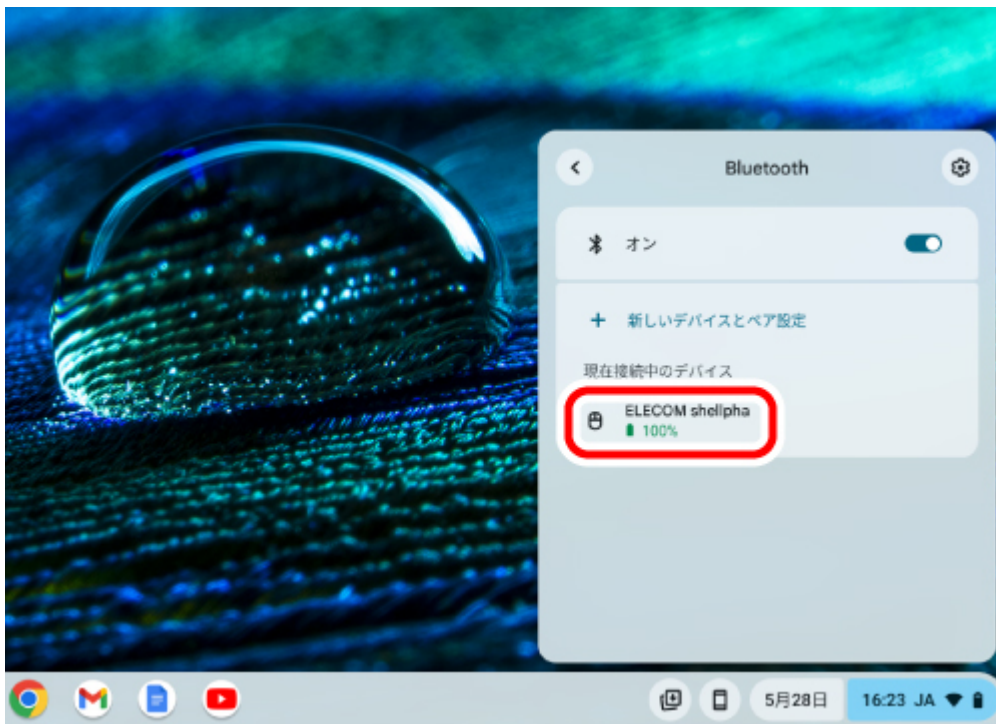 Bluetooth
オン
+ 新しいデバイスとペア設定
現在接続中のデバイス
ELECOM shellpha
100%
5月28日
16:23 JA